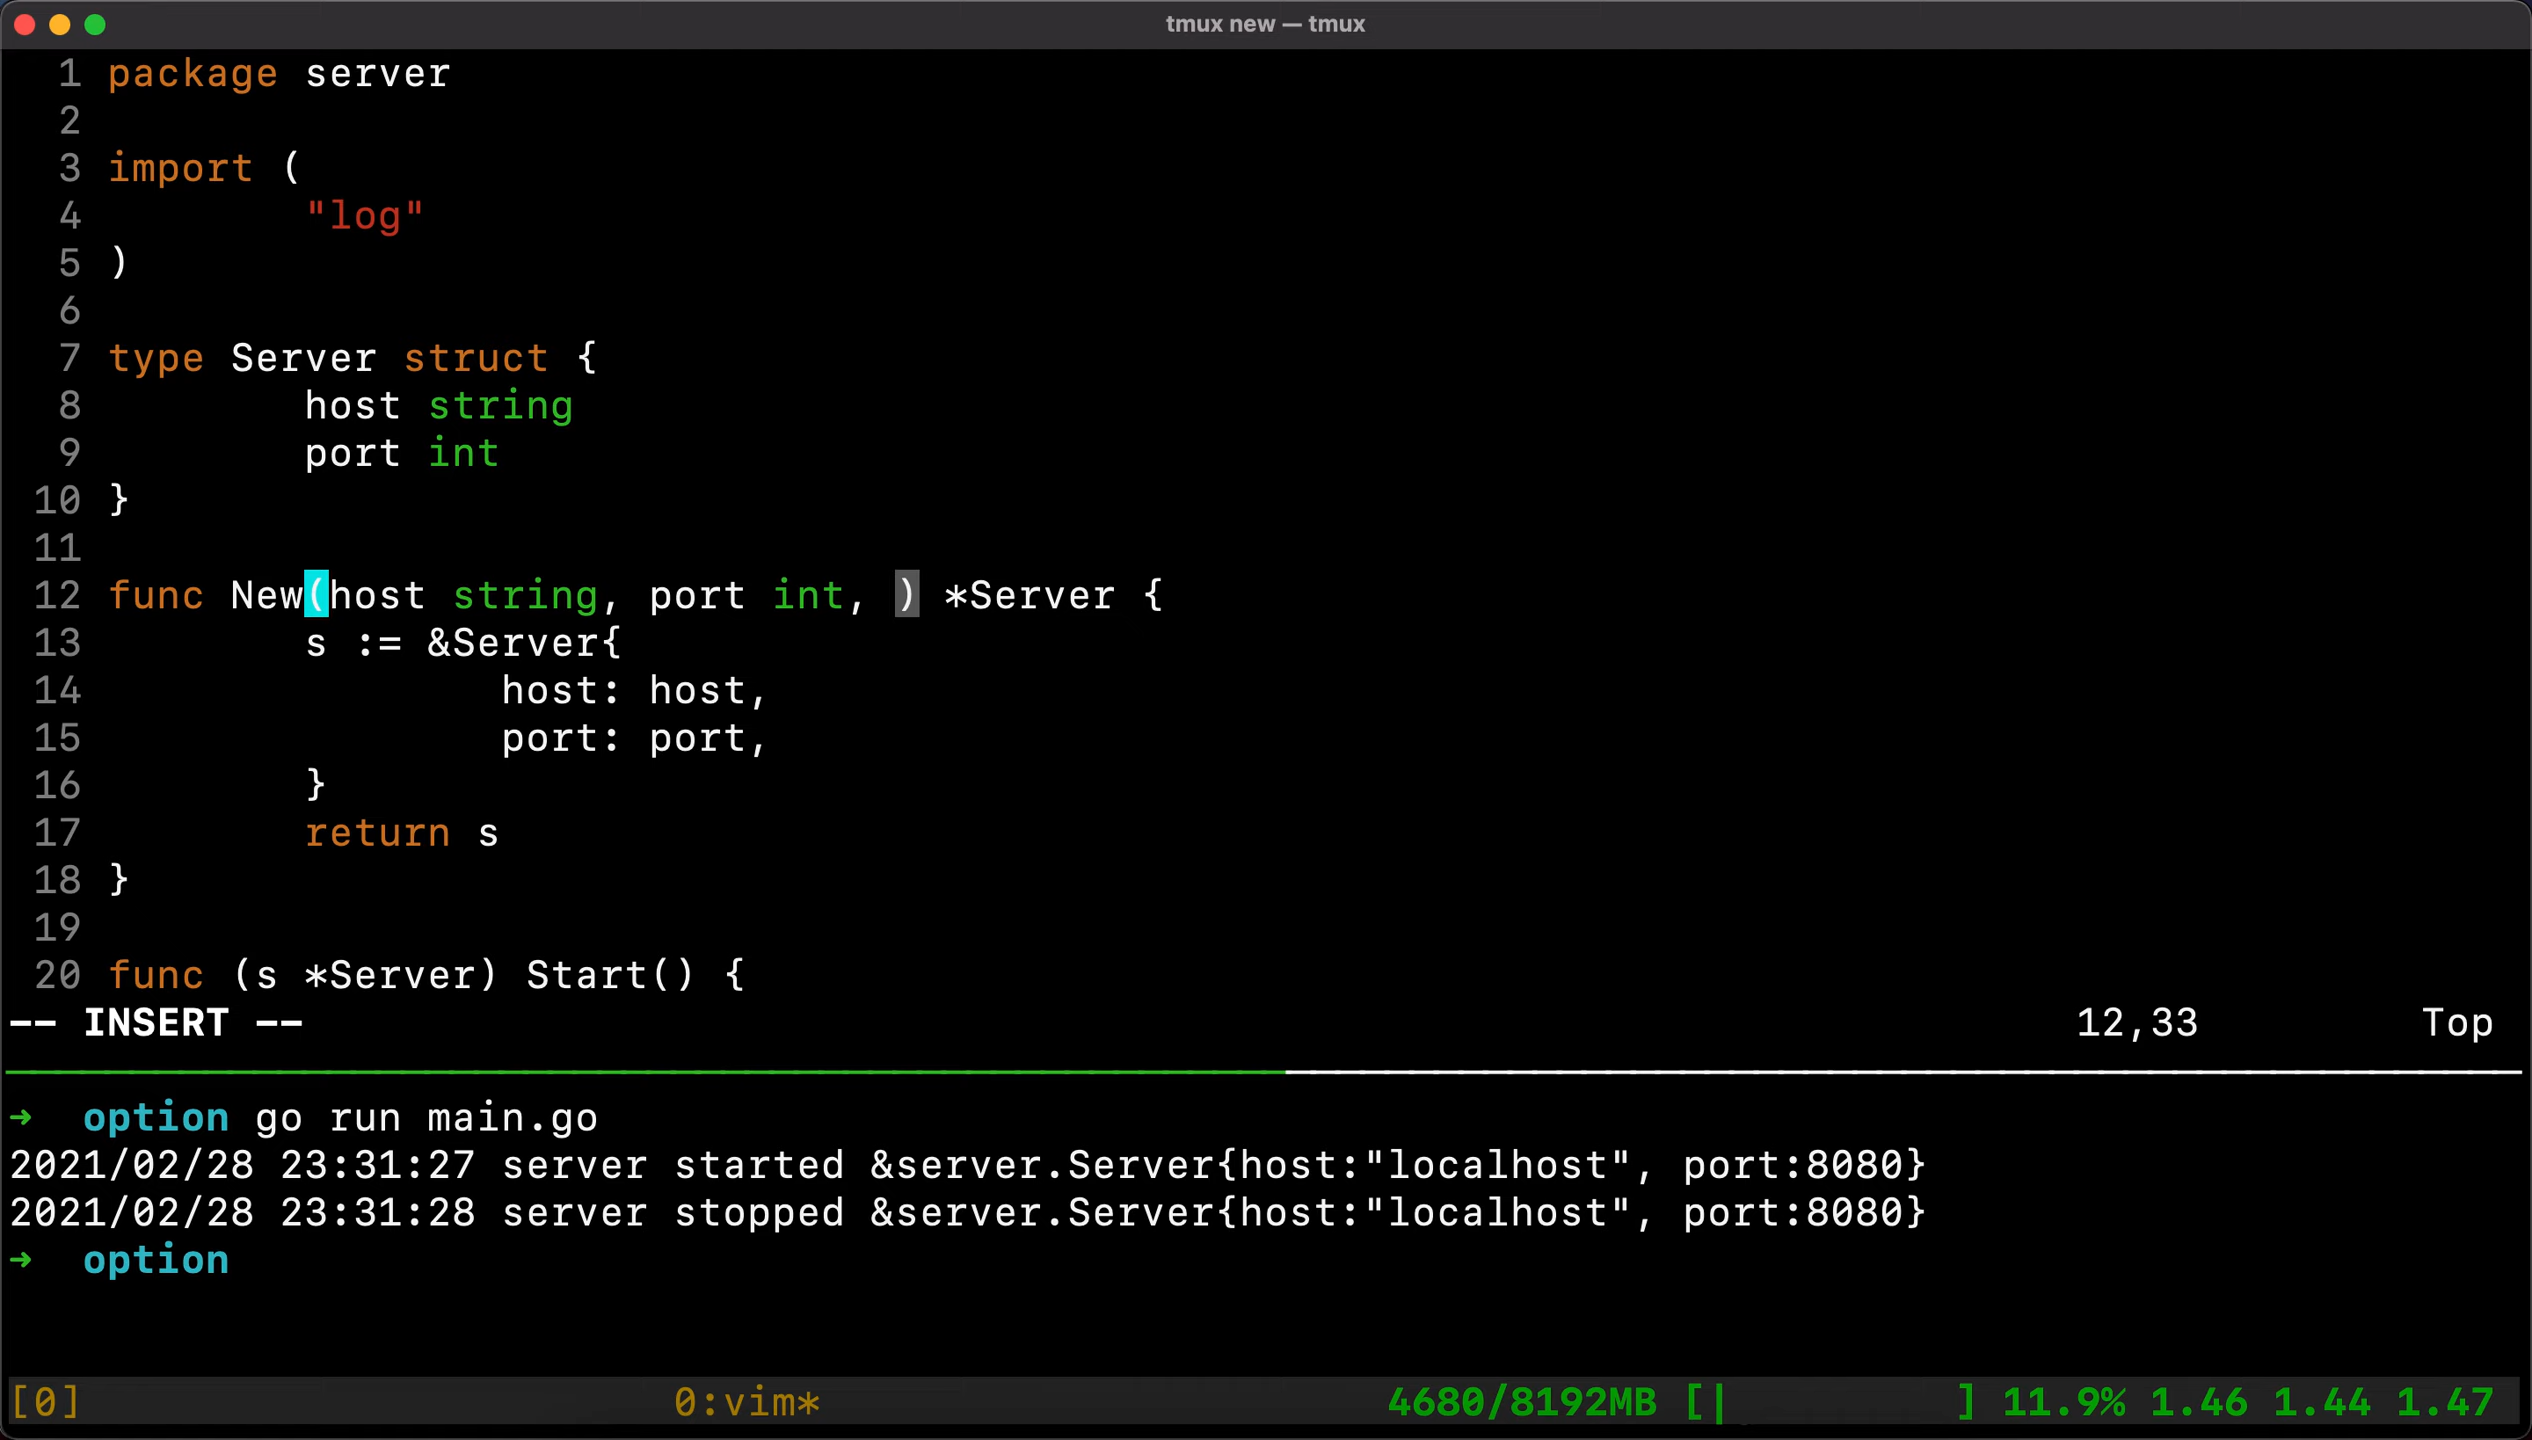 tmux new — tmux
1 package server
2
3 import (
4         "log"
5 )
6
7 type Server struct {
8         host string
9         port int
10 }
11
12 func New(host string, port int, ) *Server {
13         s := &Server{
14                 host: host,
15                 port: port,
16         }
17         return s
18 }
19
20 func (s *Server) Start() {
-- INSERT --                    12,33         Top
→  option go run main.go
2021/02/28 23:31:27 server started &server.Server{host:"localhost", port:8080}
2021/02/28 23:31:28 server stopped &server.Server{host:"localhost", port:8080}
→  option
[0]                        0:vim*                       4680/8192MB [|         ] 11.9% 1.46 1.44 1.47